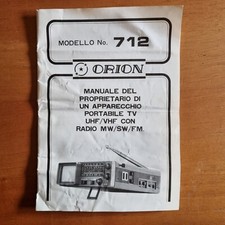 MODELLO No. 712
ORION
MANUALE DEL
PROPRIETARIO DI
UN APPARECCHIO
PORTABILE TV
UHF/VHF CON
RADIO MW/SW/FM